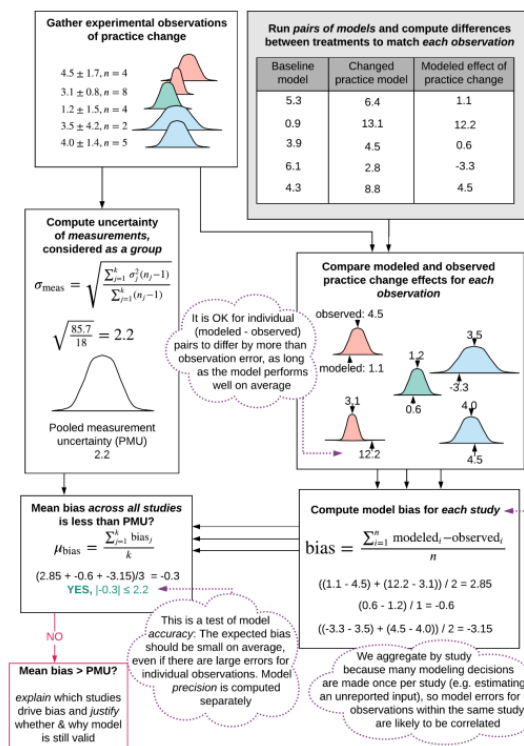 Gather experimental observations
of practice change
4.5 ± 1.7, n = 4
3.1 ± 0.8, n = 8
1.2 ± 1.5, n = 4
3.5 ± 4.2, n = 2
4.0 ± 1.4, n = 5
Run pairs of models and compute differences
between treatments to match each observation
Baseline model | Changed practice model | Modeled effect of practice change
5.3 6.4 1.1
0.9 13.1 12.2
3.9 4.5 0.6
6.1 2.8 -3.3
4.3 8.8 4.5
Compute uncertainty
of measurements,
considered as a group
σ_meas = √(∑_{j=1}^k σ_j^2(n_j−1) / ∑_{j=1}^k(n_j−1))
√(85.7/18) = 2.2
Pooled measurement
uncertainty (PMU)
2.2
It is OK for individual
(modeled - observed)
pairs to differ by more than
observation error, as long
as the model performs
well on average
Compare modeled and observed
practice change effects for each
observation
observed: 4.5
modeled: 1.1
1.2
0.6
3.5
-3.3
3.1
12.2
4.0
4.5
Mean bias across all studies
is less than PMU?
μ_bias = ∑_{j=1}^k bias_j / k
(2.85 + -0.6 + -3.15)/3 = -0.3
YES, |-0.3| ≤ 2.2
Compute model bias for each study
bias = ∑_{i=1}^n modeled_i−observed_i / n
((1.1 - 4.5) + (12.2 - 3.1)) / 2 = 2.85
(0.6 - 1.2) / 1 = -0.6
((-3.3 - 3.5) + (4.5 - 4.0)) / 2 = -3.15
NO
Mean bias > PMU?
explain which studies
drive bias and justify
whether & why model
is still valid
This is a test of model
accuracy: The expected bias
should be small on average,
even if there are large errors for
individual observations. Model
precision is computed
separately
We aggregate by study
because many modeling decisions
are made once per study (e.g. estimating
an unreported input), so model errors for
observations within the same study
are likely to be correlated